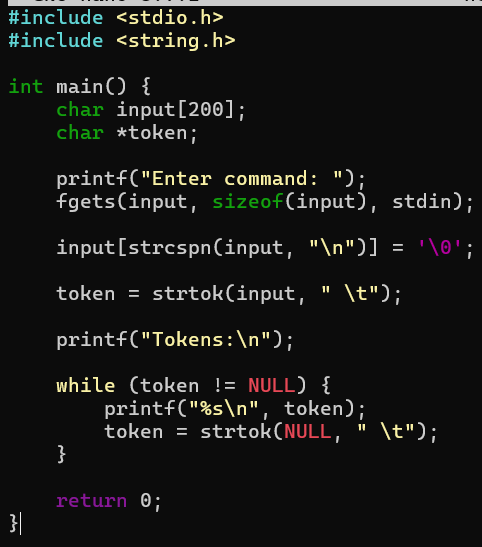 #include <stdio.h>
#include <string.h>

int main() {
    char input[200];
    char *token;

    printf("Enter command: ");
    fgets(input, sizeof(input), stdin);

    input[strcspn(input, "\n")] = '\0';

    token = strtok(input, " \t");

    printf("Tokens:\n");

    while (token != NULL) {
        printf("%s\n", token);
        token = strtok(NULL, " \t");
    }

    return 0;
}